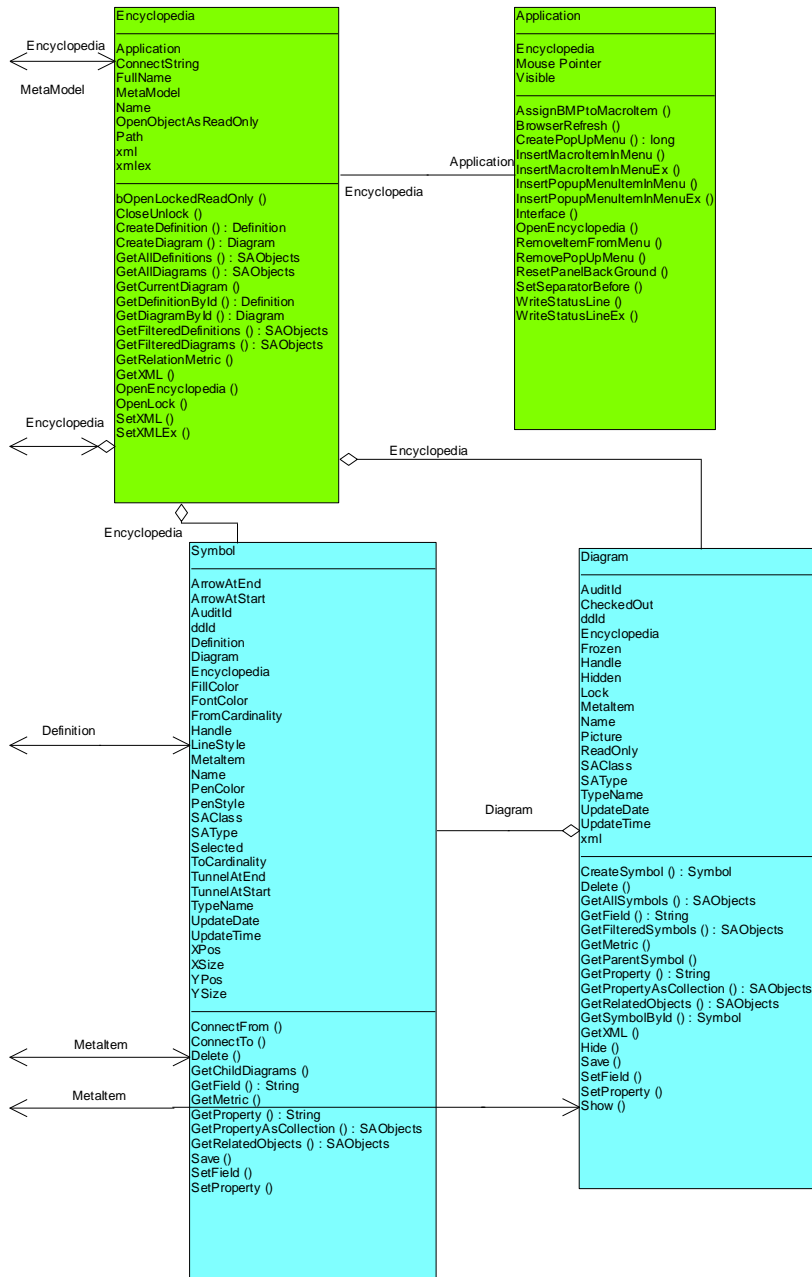 Encyclopedia
Application
ConnectString
FullName
MetaModel
Name
OpenObjectAsReadOnly
Path
xml
xmlex
bOpenLockedReadOnly ()
CloseUnlock ()
CreateDefinition () : Definition
CreateDiagram () : Diagram
GetAllDefinitions () : SAObjects
GetAllDiagrams () : SAObjects
GetCurrentDiagram ()
GetDefinitionById () : Definition
GetDiagramById () : Diagram
GetFilteredDefinitions () : SAObjects
GetFilteredDiagrams () : SAObjects
GetRelationMetric ()
GetXML ()
OpenEncyclopedia ()
OpenLock ()
SetXML ()
SetXMLEx ()
Application
Encyclopedia
Mouse Pointer
Visible
AssignBMPtoMacroItem ()
BrowserRefresh ()
CreatePopUpMenu () : long
InsertMacroItemInMenu ()
InsertMacroItemInMenuEx ()
InsertPopupMenuItemInMenu ()
InsertPopupMenuItemInMenuEx ()
Interface ()
OpenEncyclopedia ()
RemoveItemFromMenu ()
RemovePopUpMenu ()
ResetPanelBackGround ()
SetSeparatorBefore ()
WriteStatusLine ()
WriteStatusLineEx ()
Encyclopedia
MetaModel
Application
Encyclopedia
Encyclopedia
Encyclopedia
Encyclopedia
Symbol
ArrowAtEnd
ArrowAtStart
AuditId
ddId
Definition
Diagram
Encyclopedia
FillColor
FontColor
FromCardinality
Handle
LineStyle
MetaItem
Name
PenColor
PenStyle
SAClass
SAType
Selected
ToCardinality
TunnelAtEnd
TunnelAtStart
TypeName
UpdateDate
UpdateTime
XPos
XSize
YPos
YSize
ConnectFrom ()
ConnectTo ()
Delete ()
GetChildDiagrams ()
GetField () : String
GetMetric ()
GetProperty () : String
GetPropertyAsCollection () : SAObjects
GetRelatedObjects () : SAObjects
Save ()
SetField ()
SetProperty ()
Diagram
AuditId
CheckedOut
ddId
Encyclopedia
Frozen
Handle
Hidden
Lock
MetaItem
Name
Picture
ReadOnly
SAClass
SAType
TypeName
UpdateDate
UpdateTime
xml
CreateSymbol () : Symbol
Delete ()
GetAllSymbols () : SAObjects
GetField () : String
GetFilteredSymbols () : SAObjects
GetMetric ()
GetParentSymbol ()
GetProperty () : String
GetPropertyAsCollection () : SAObjects
GetRelatedObjects () : SAObjects
GetSymbolById () : Symbol
GetXML ()
Hide ()
Save ()
SetField ()
SetProperty ()
Show ()
Definition
Diagram
MetaItem
MetaItem